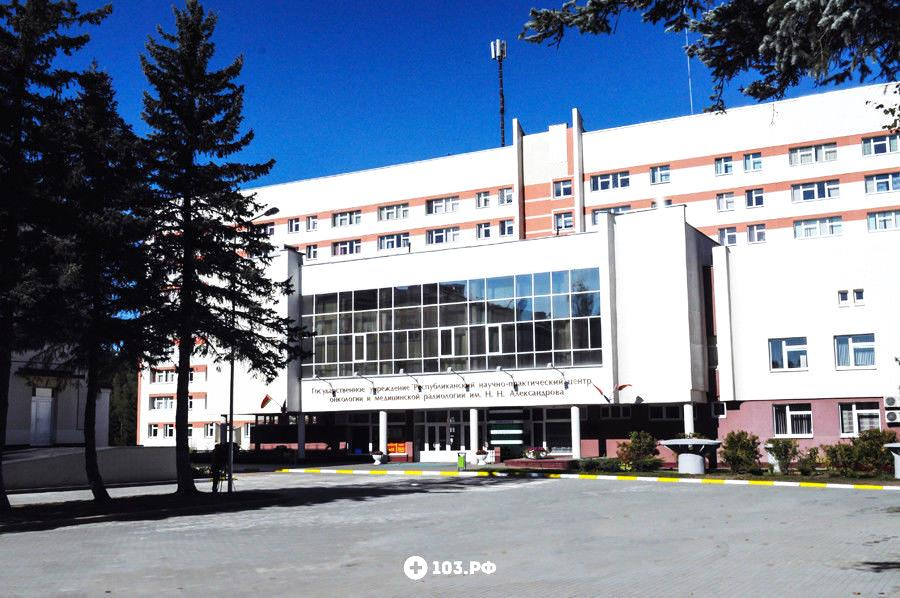 Государственное учреждение Республиканский научно-практический центр
онкологии и медицинской радиологии им. Н. Н. Александрова
103.РФ